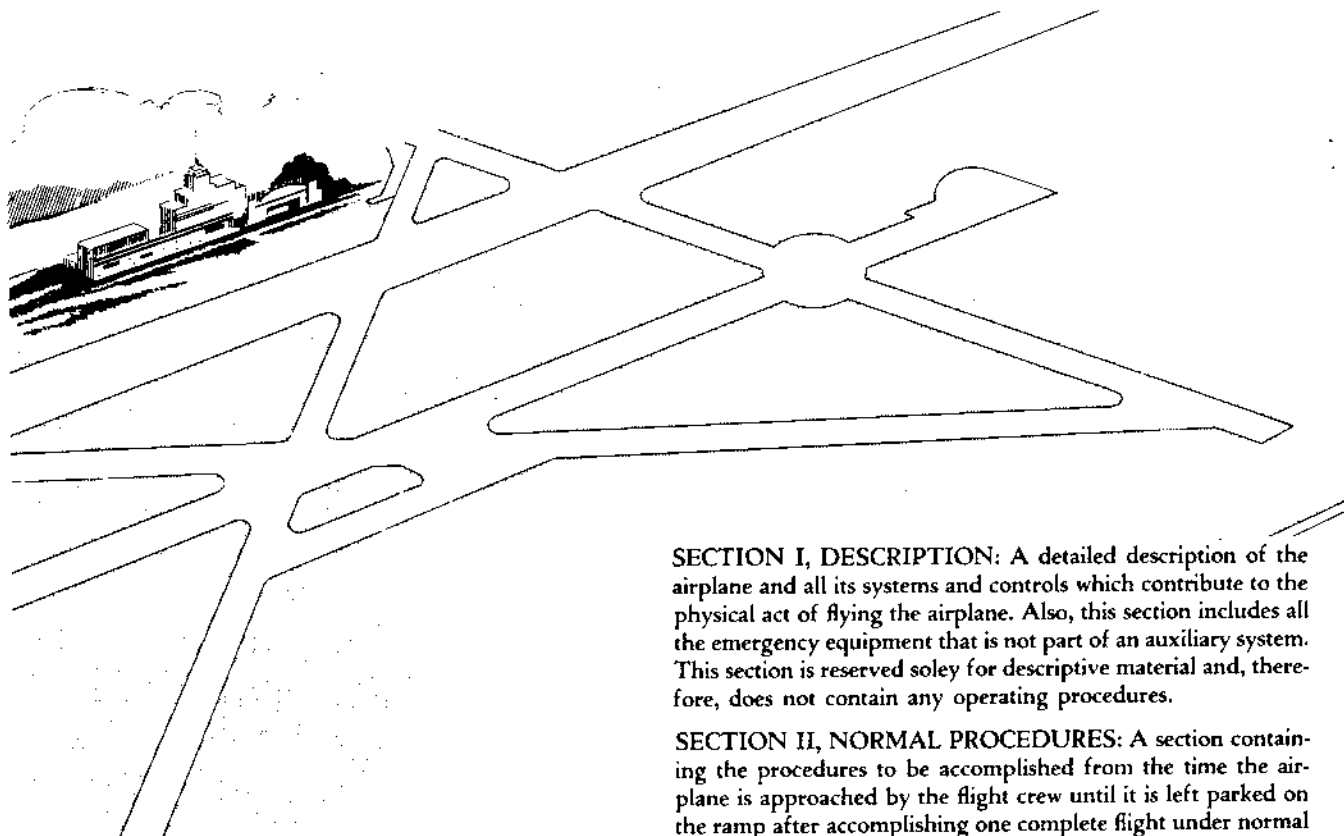 SECTION I, DESCRIPTION: A detailed description of the
airplane and all its systems and controls which contribute to the
physical act of flying the airplane. Also, this section includes all
the emergency equipment that is not part of an auxiliary system.
This section is reserved soley for descriptive material and, there-
fore, does not contain any operating procedures.
SECTION II, NORMAL PROCEDURES: A section contain-
ing the procedures to be accomplished from the time the air-
plane is approached by the flight crew until it is left parked on
the ramp after accomplishing one complete flight under normal